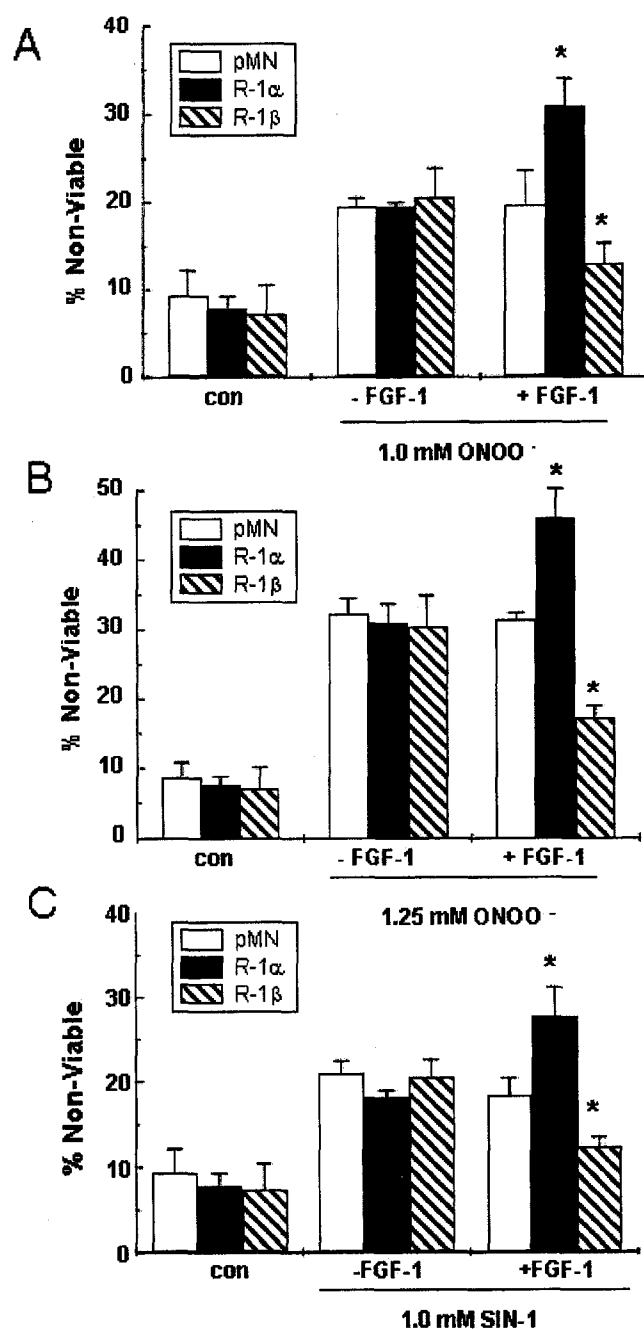 A
% Non-Viable
40
30
20
10
0
pMN
R-1α
R-1β
*
*
con
- FGF-1
+ FGF-1
1.0 mM ONOO⁻
B
% Non-Viable
50
40
30
20
10
0
pMN
R-1α
R-1β
*
*
con
- FGF-1
+ FGF-1
1.25 mM ONOO⁻
C
% Non-Viable
40
30
20
10
0
pMN
R-1α
R-1β
*
*
con
-FGF-1
+FGF-1
1.0 mM SIN-1